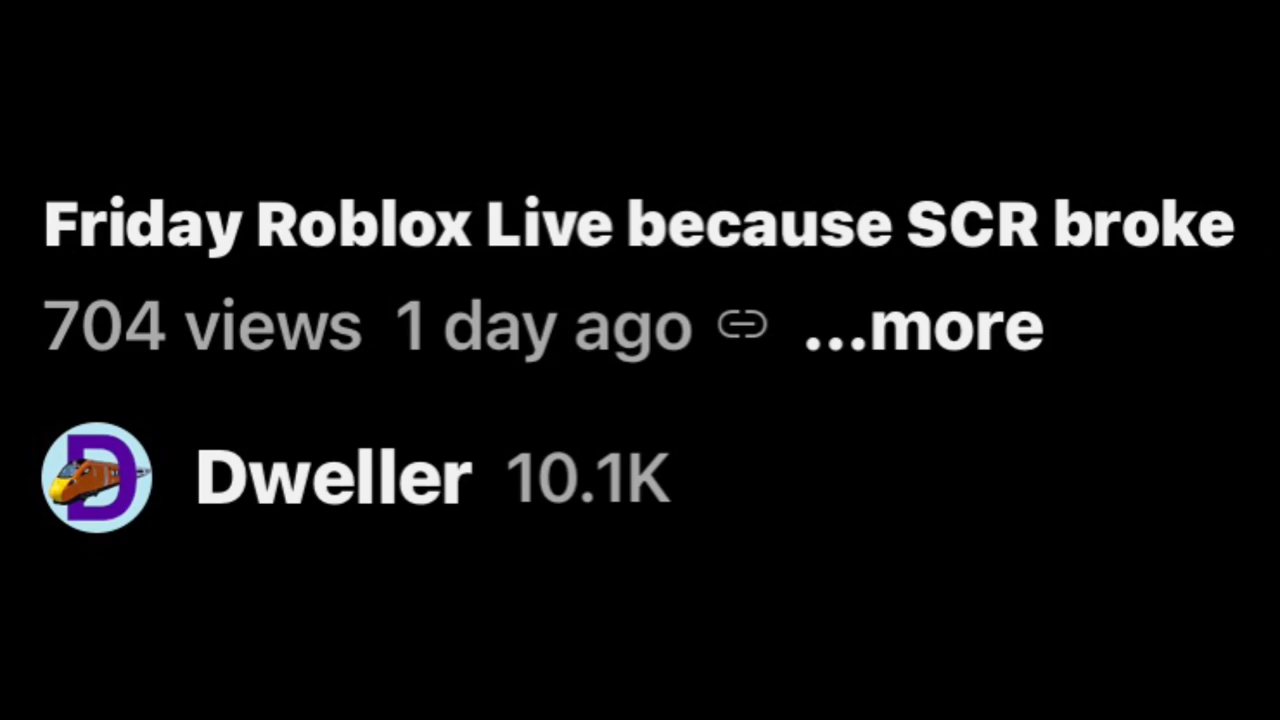 Friday Roblox Live because SCR broke
704 views 1 day ago ...more
D
Dweller 10.1K